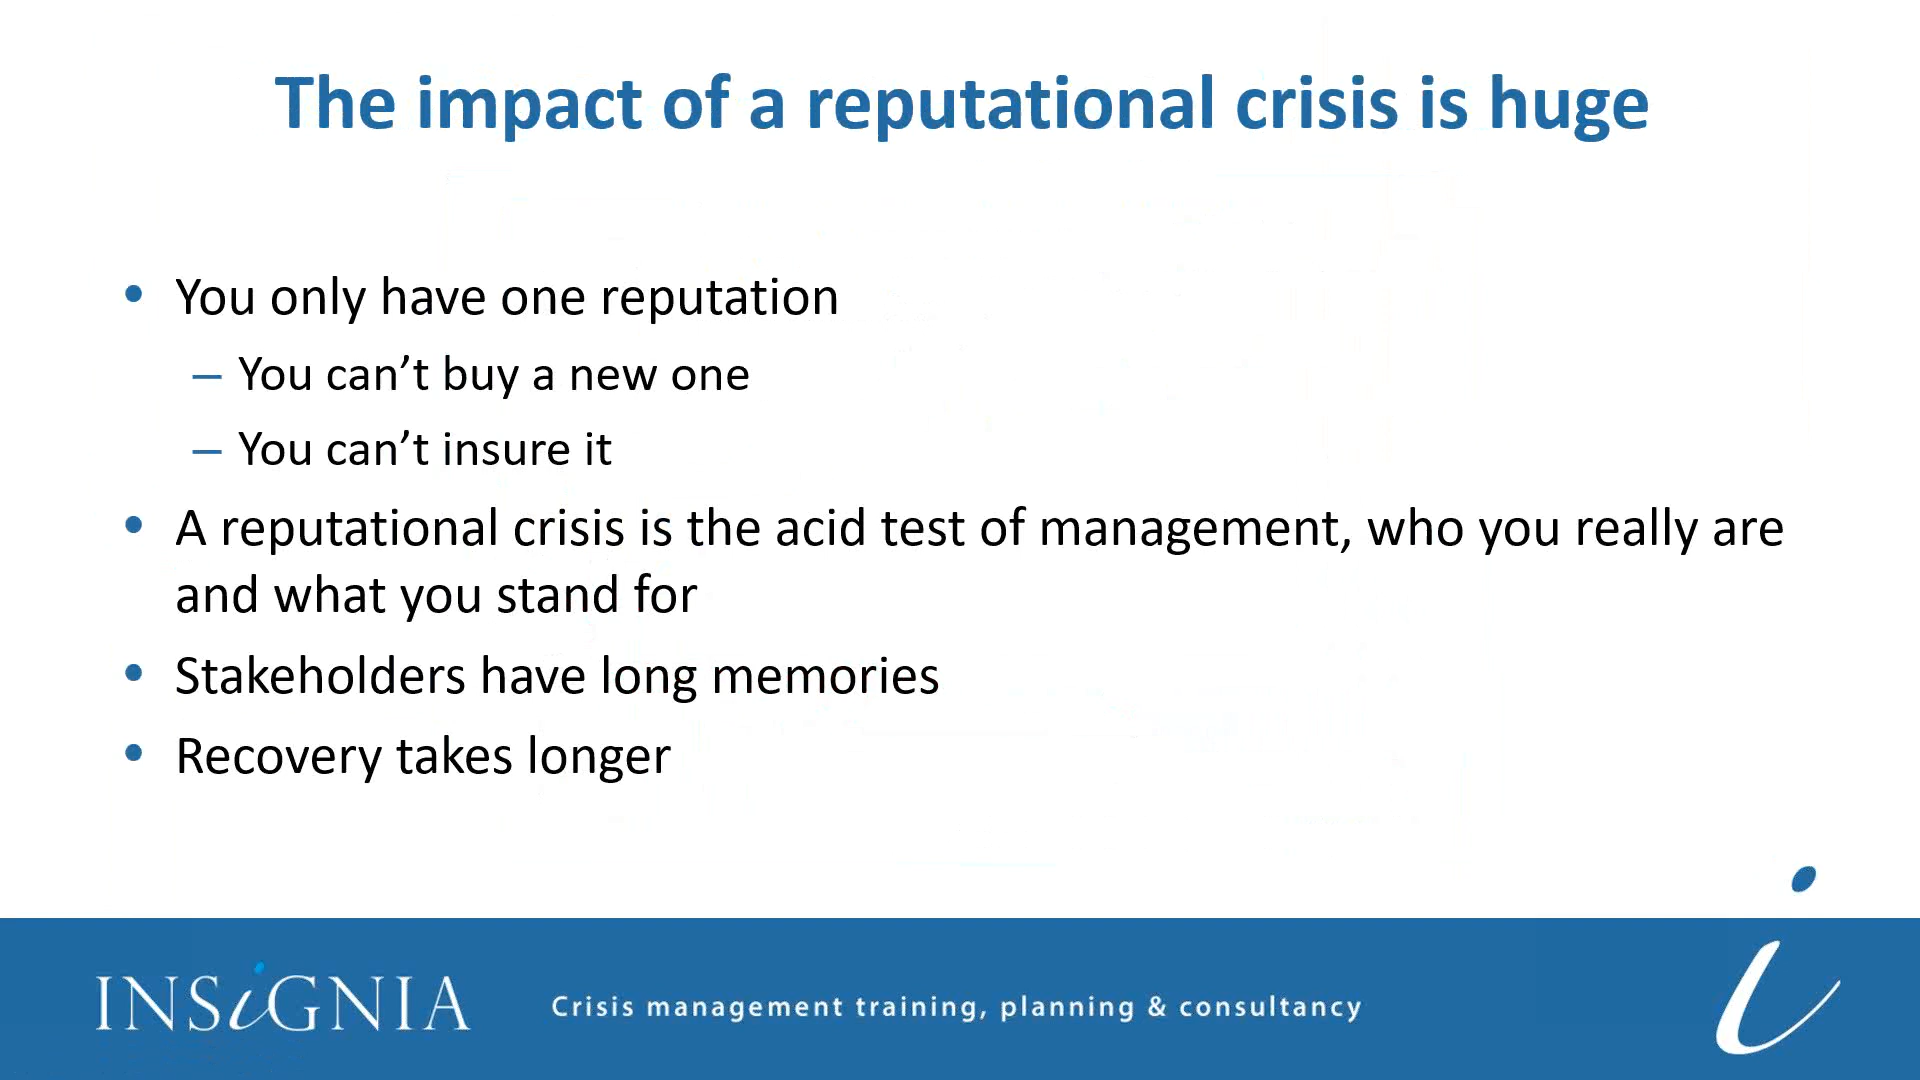 The impact of a reputational crisis is huge
• You only have one reputation
– You can’t buy a new one
– You can’t insure it
• A reputational crisis is the acid test of management, who you really are
and what you stand for
• Stakeholders have long memories
• Recovery takes longer
i
INSiGNIA
Crisis management training, planning & consultancy